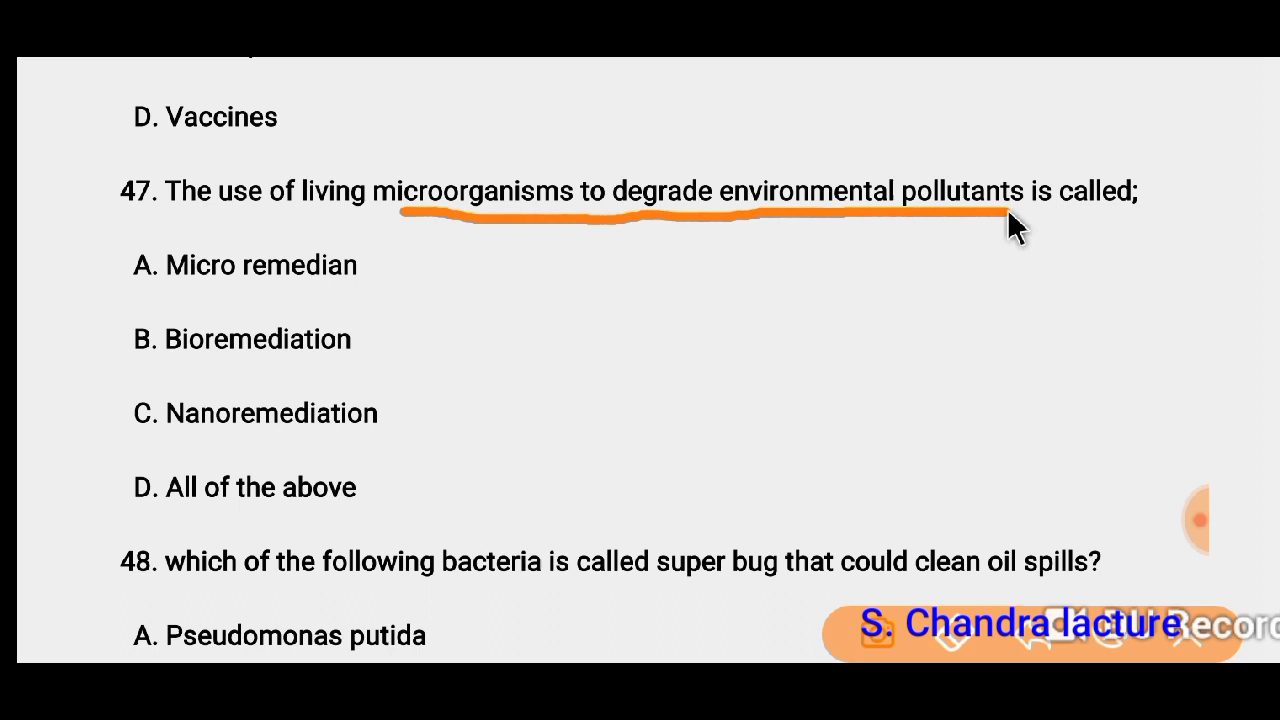 D. Vaccines
47. The use of living microorganisms to degrade environmental pollutants is called;
A. Micro remedian
B. Bioremediation
C. Nanoremediation
D. All of the above
48. which of the following bacteria is called super bug that could clean oil spills?
A. Pseudomonas putida
S. Chandra lacture